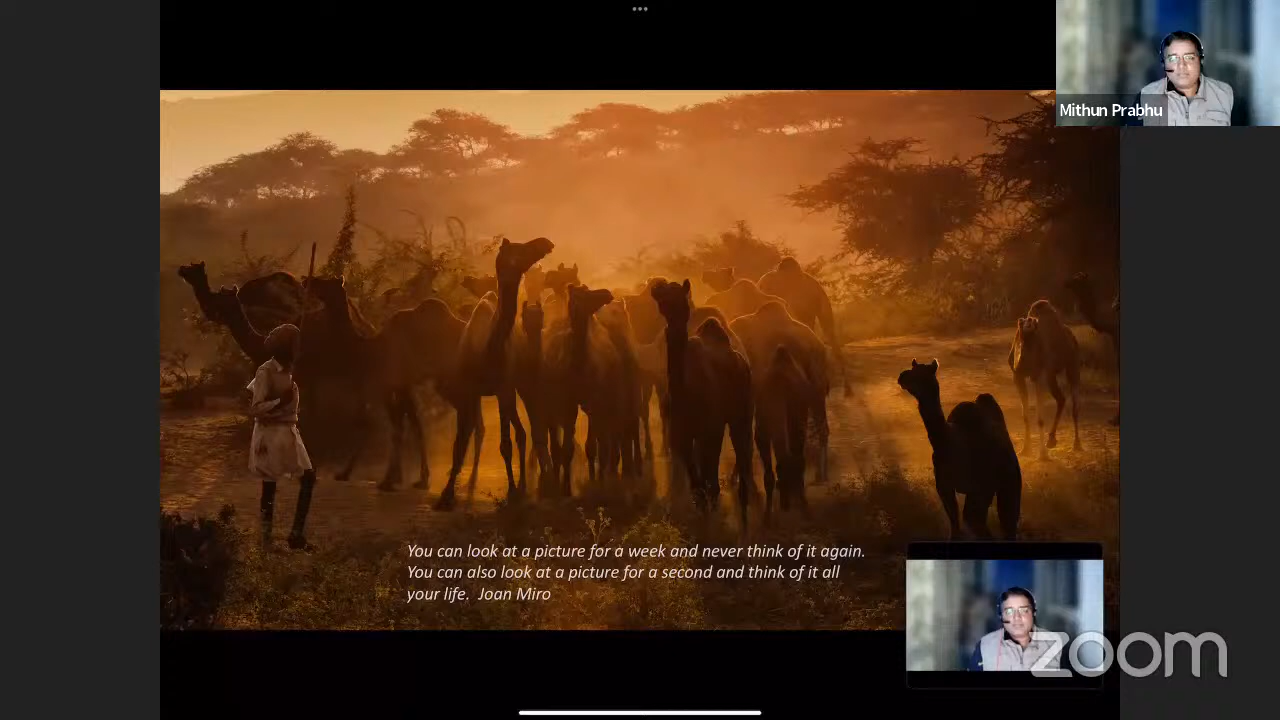 Mithun Prabhu
You can look at a picture for a week and never think of it again.
You can also look at a picture for a second and think of it all
your life.  Joan Miro
zoom